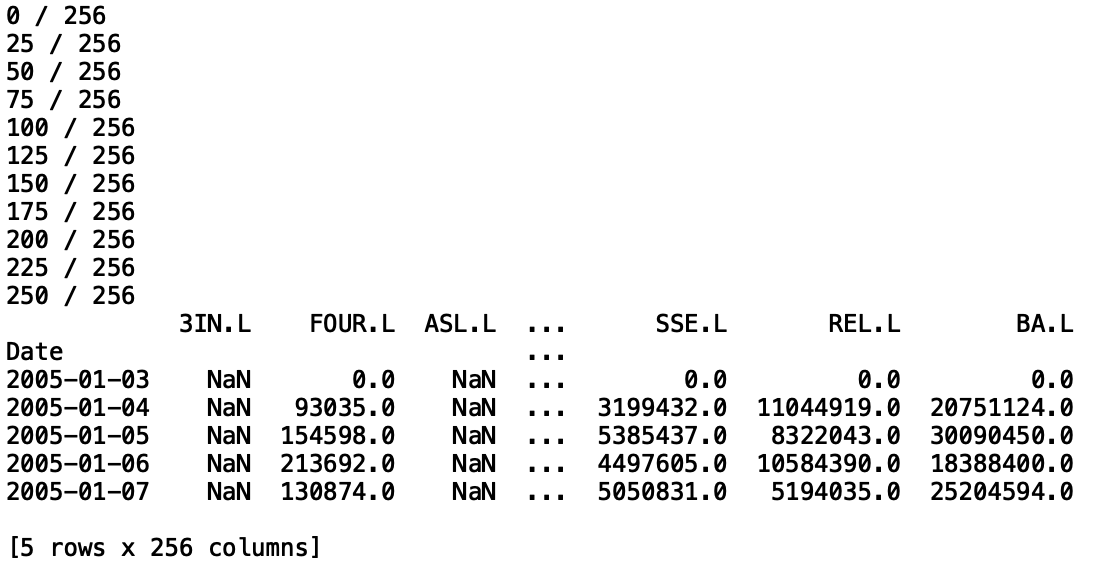 0 / 256
25 / 256
50 / 256
75 / 256
100 / 256
125 / 256
150 / 256
175 / 256
200 / 256
225 / 256
250 / 256
            3IN.L    FOUR.L  ASL.L  ...      SSE.L       REL.L        BA.L
Date                                ...
2005-01-03    NaN       0.0    NaN  ...        0.0         0.0         0.0
2005-01-04    NaN   93035.0    NaN  ...  3199432.0  11044919.0  20751124.0
2005-01-05    NaN  154598.0    NaN  ...  5385437.0   8322043.0  30090450.0
2005-01-06    NaN  213692.0    NaN  ...  4497605.0  10584390.0  18388400.0
2005-01-07    NaN  130874.0    NaN  ...  5050831.0   5194035.0  25204594.0
[5 rows x 256 columns]